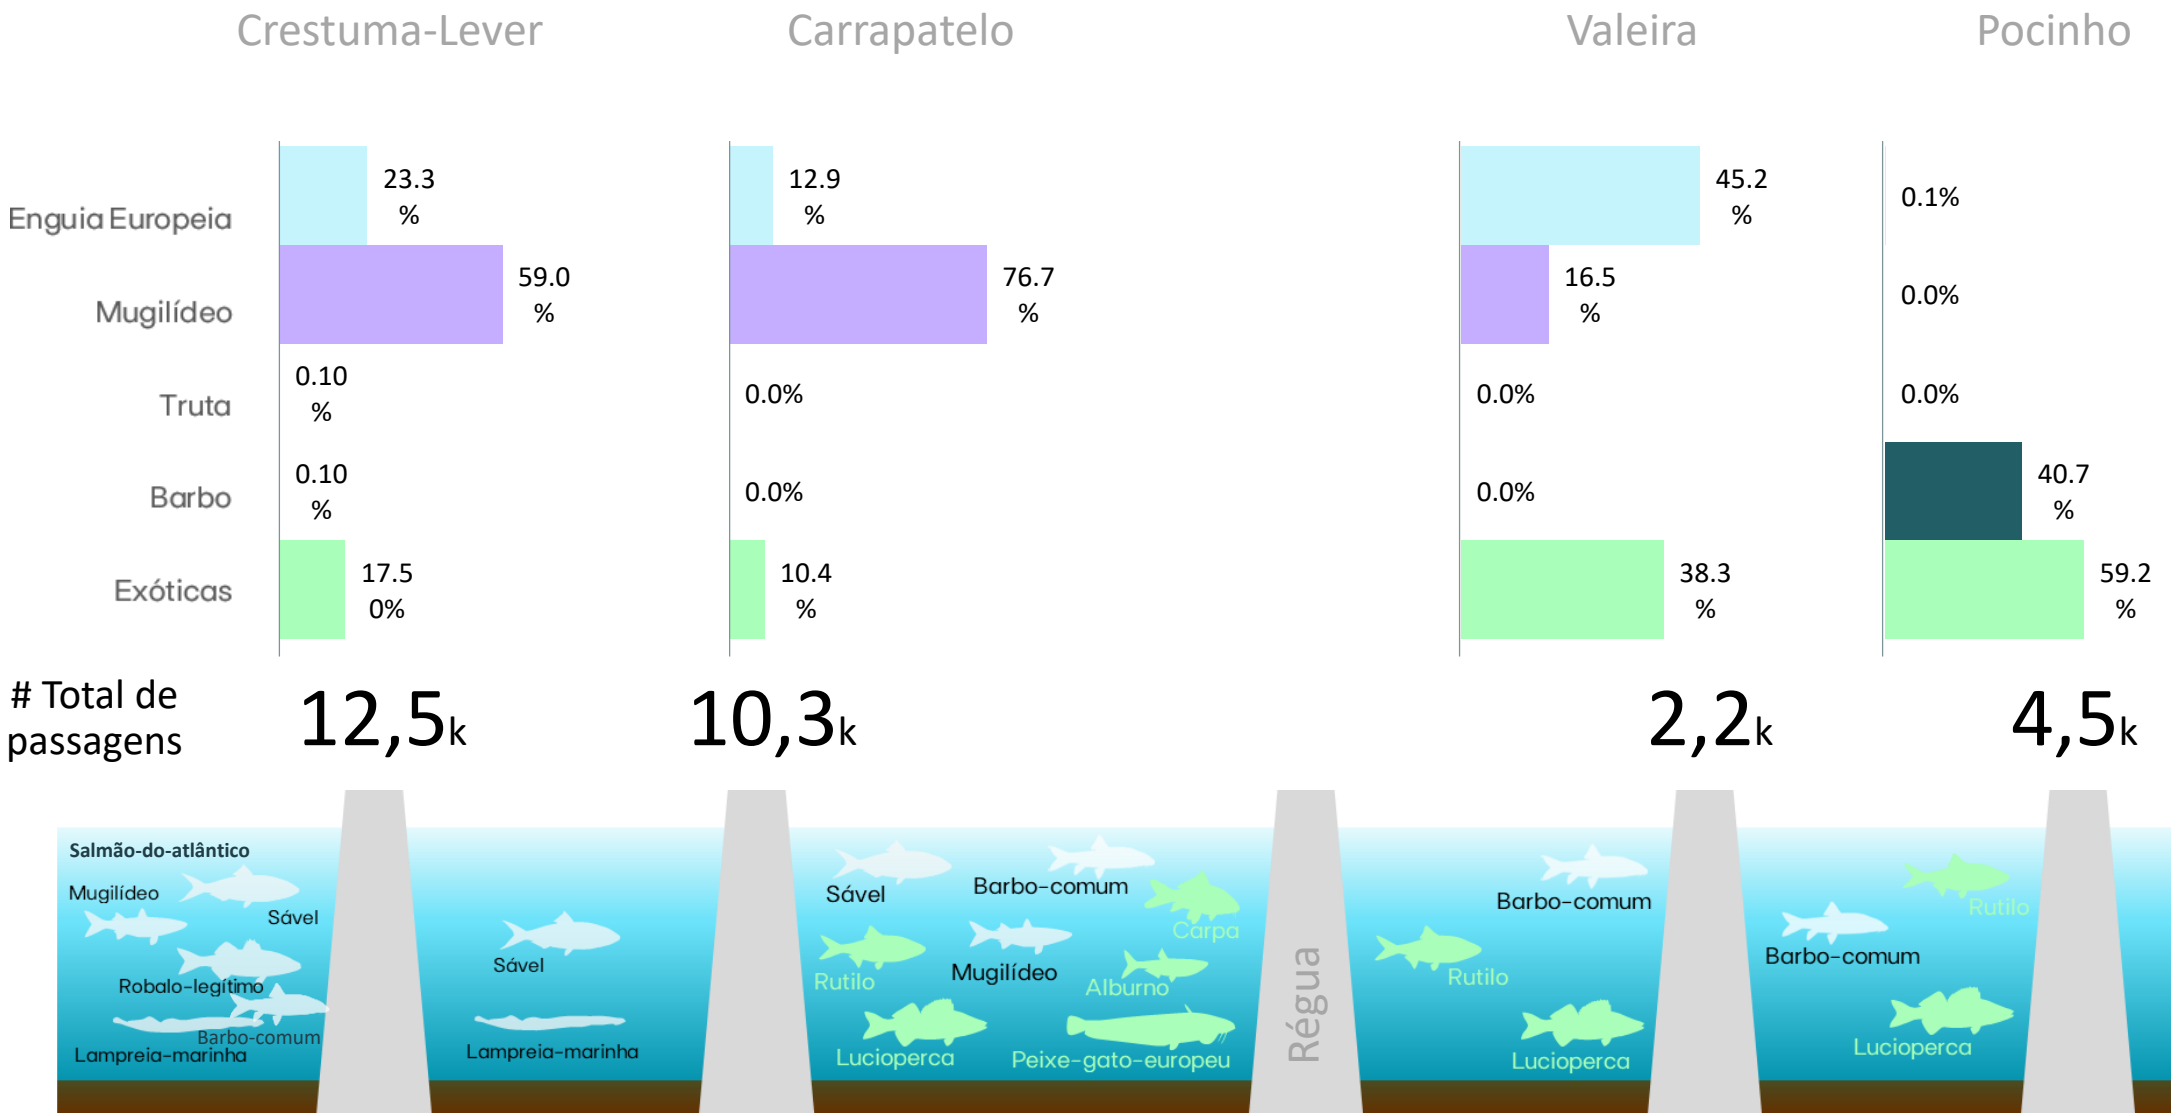 Crestuma-Lever
Carrapatelo
Valeira
Pocinho
Enguia Europeia
Mugilídeo
Truta
Barbo
Exóticas
23.3
%
59.0
%
0.10
%
0.10
%
17.5
0%
12.9
%
76.7
%
0.0%
0.0%
10.4
%
45.2
%
16.5
%
0.0%
0.0%
38.3
%
0.1%
0.0%
0.0%
40.7
%
59.2
%
# Total de
passagens
12,5k
10,3k
2,2k
4,5k
Salmão-do-atlântico
Mugilídeo
Sável
Robalo-legítimo
Barbo-comum
Lampreia-marinha
Sável
Lampreia-marinha
Sável
Barbo-comum
Carpa
Rutilo
Mugilídeo
Alburno
Lucioperca
Peixe-gato-europeu
Régua
Barbo-comum
Rutilo
Lucioperca
Rutilo
Barbo-comum
Lucioperca